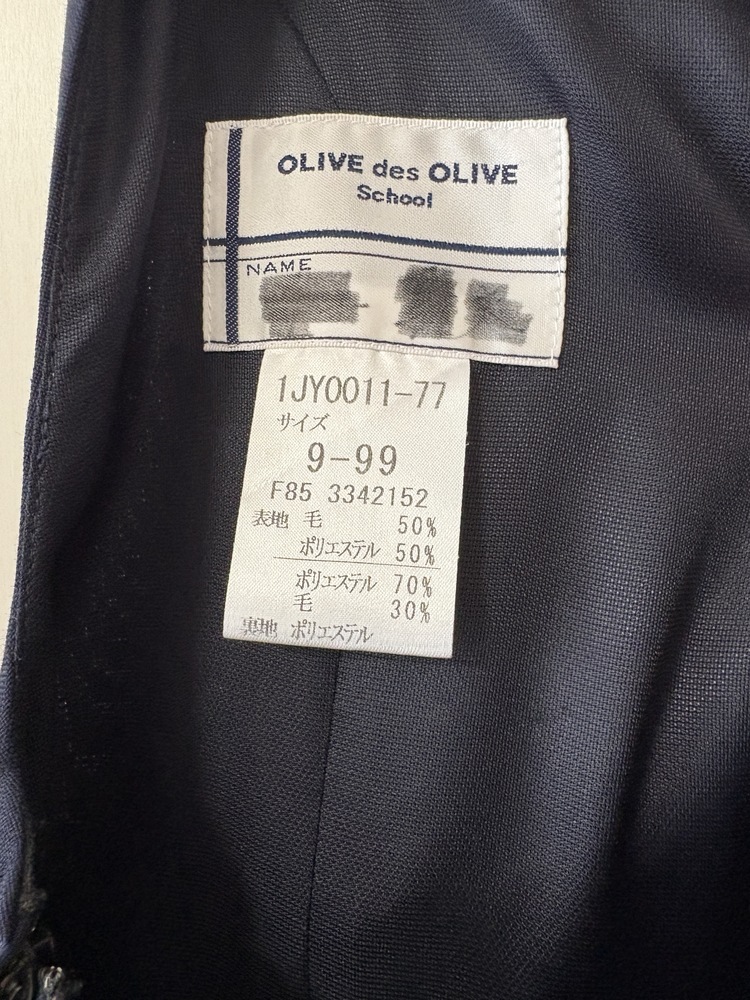 OLIVE des OLIVE
School
NAME
1JY0011-77
サイズ
9-99
F85 3342152
表地 毛 50%
ポリエステル 50%
ポリエステル 70%
毛 30%
裏地 ポリエステル